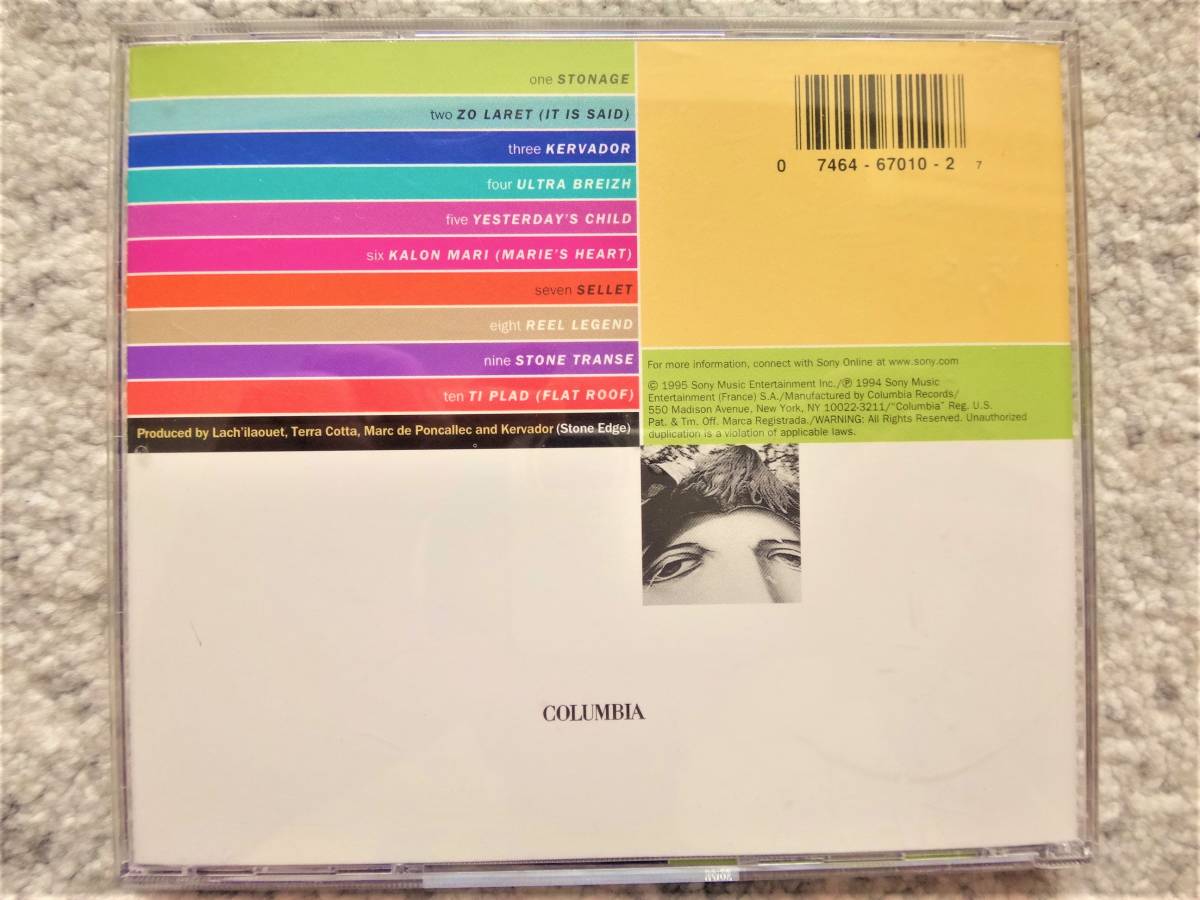 one STONAGE
two ZO LARET (IT IS SAID)
three KERVADOR
four ULTRA BREIZH
five YESTERDAY'S CHILD
six KALON MARI (MARIE'S HEART)
seven SELLET
eight REEL LEGEND
nine STONE TRANSE
ten TI PLAD (FLAT ROOF)
Produced by Lach'ilaouet, Terra Cotta, Marc de Poncallec and Kervador (Stone Edge)
0 7464-67010-2 7
For more information, connect with Sony Online at www.sony.com
© 1995 Sony Music Entertainment Inc./℗ 1994 Sony Music
Entertainment (France) S.A./Manufactured by Columbia Records/
550 Madison Avenue, New York, NY 10022-3211/"Columbia" Reg. U.S.
Pat. & Tm. Off. Marca Registrada./WARNING: All Rights Reserved. Unauthorized
duplication is a violation of applicable laws.
COLUMBIA